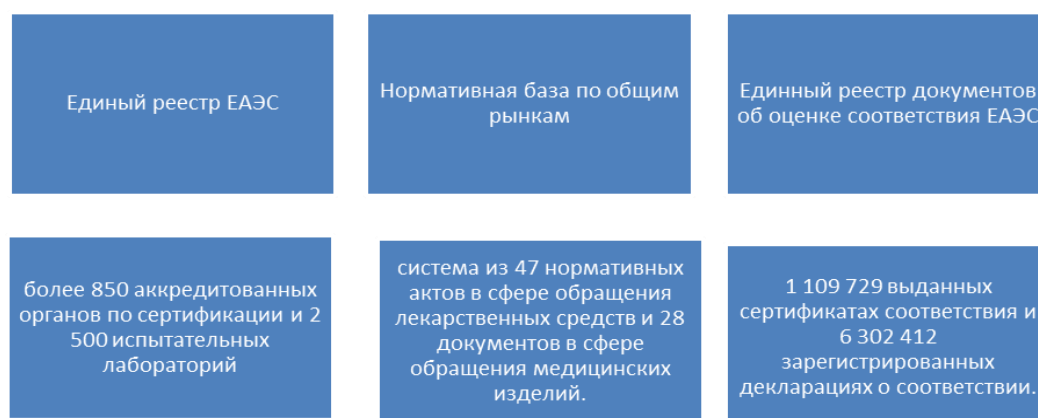 Единый реестр ЕАЭС
Нормативная база по общим
рынкам
Единный реестр документов
об оценке соответствия ЕАЭС
более 850 аккредитованных
органов по сертификации и 2
500 испытательных
лабораторий
система из 47 нормативных
актов в сфере обращения
лекарственных средств и 28
документов в сфере
обращения медицинских
изделий.
1 109 729 выданных
сертификатах соответствия и
6 302 412
зарегистрированных
декларациях о соответствии.